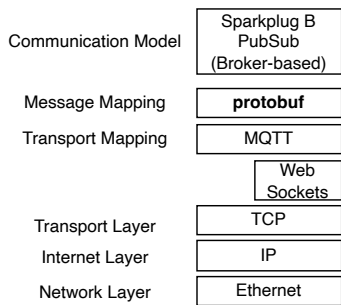 Communication Model
Sparkplug B
PubSub
(Broker-based)
Message Mapping
protobuf
Transport Mapping
MQTT
Web
Sockets
Transport Layer
TCP
Internet Layer
IP
Network Layer
Ethernet